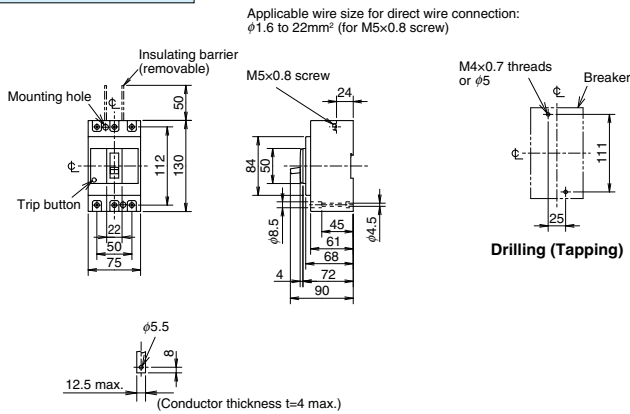 Applicable wire size for direct wire connection:
φ1.6 to 22mm² (for M5×0.8 screw)
Insulating barrier
(removable)
Mounting hole
℄
50
℄
112
130
Trip button
22
50
75
M5×0.8 screw
24
84
50
φ8.5
45
φ4.5
61
68
4
72
90
M4×0.7 threads
or φ5
Breaker
℄
℄
111
25
Drilling (Tapping)
φ5.5
8
12.5 max.
(Conductor thickness t=4 max.)